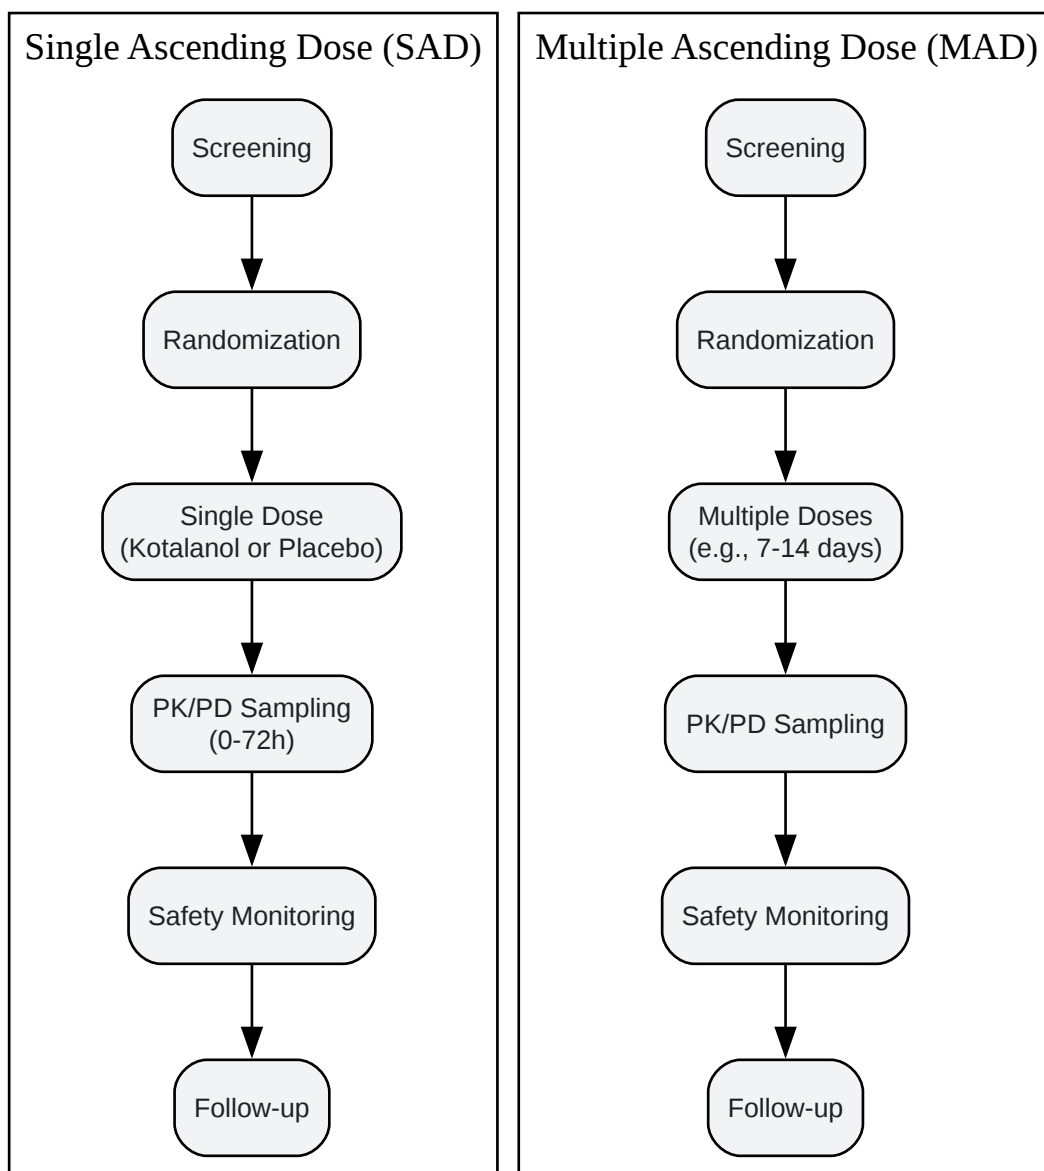 Single Ascending Dose (SAD)
Screening
Randomization
Single Dose
(Kotalanol or Placebo)
PK/PD Sampling
(0-72h)
Safety Monitoring
Follow-up
Multiple Ascending Dose (MAD)
Screening
Randomization
Multiple Doses
(e.g., 7-14 days)
PK/PD Sampling
Safety Monitoring
Follow-up